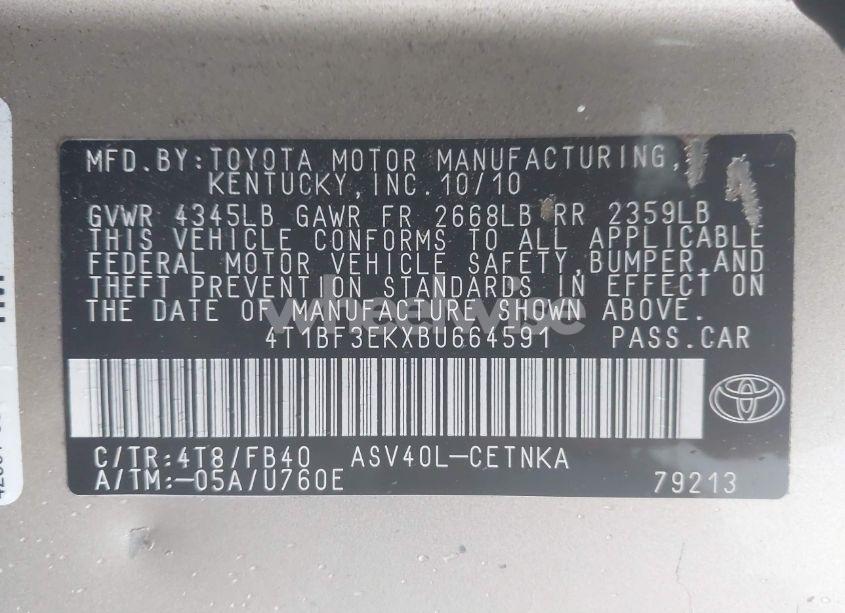 MFD.BY:TOYOTA MOTOR MANUFACTURING,
KENTUCKY,INC.10/10
GVWR 4345LB GAWR FR 2668LB RR 2359LB
THIS VEHICLE CONFORMS TO ALL APPLICABLE
FEDERAL MOTOR VEHICLE SAFETY,BUMPER,AND
THEFT PREVENTION STANDARDS IN EFFECT ON
THE DATE OF MANUFACTURE SHOWN ABOVE.
wheelwise
4T1BF3EKXBU664591 PASS.CAR
C/TR:4T8/FB40 ASV40L-CETNKA
A/TM:-05A/U760E 79213